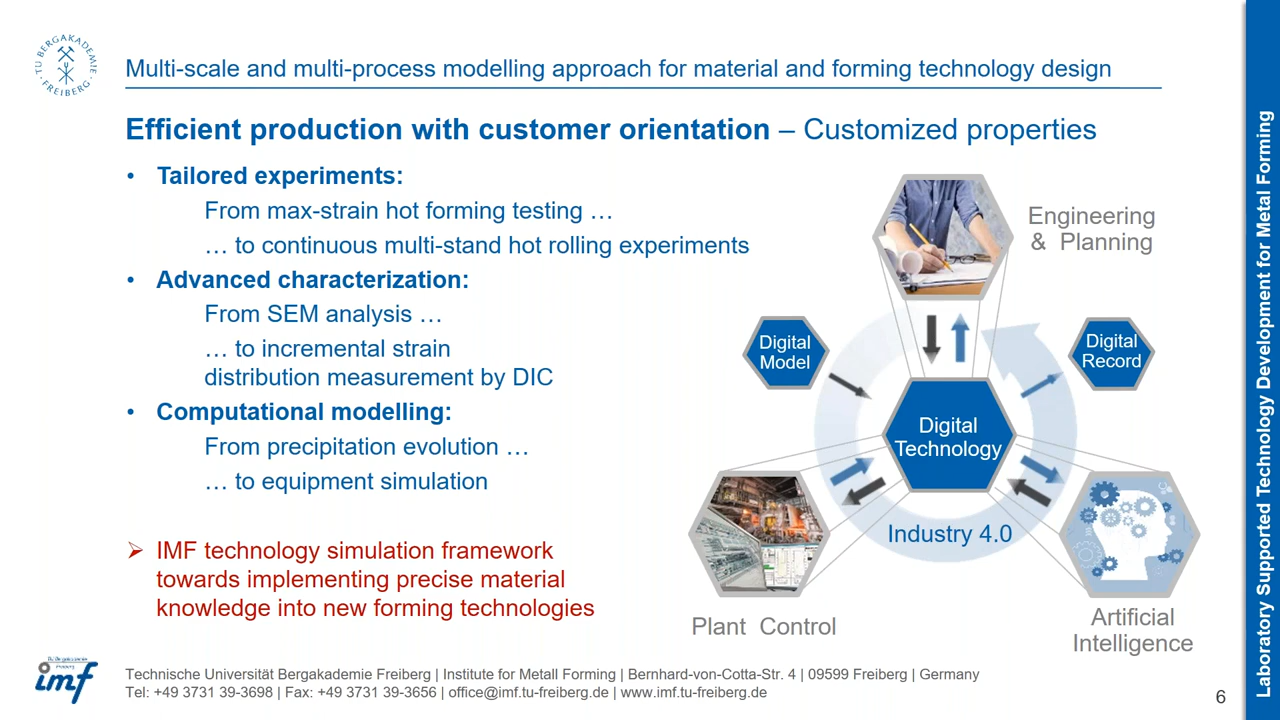 TU BERGAKADEMIE FREIBERG
Multi-scale and multi-process modelling approach for material and forming technology design
Efficient production with customer orientation – Customized properties
• Tailored experiments:
From max-strain hot forming testing …
… to continuous multi-stand hot rolling experiments
• Advanced characterization:
From SEM analysis …
… to incremental strain
distribution measurement by DIC
• Computational modelling:
From precipitation evolution …
… to equipment simulation
➢ IMF technology simulation framework
towards implementing precise material
knowledge into new forming technologies
Engineering
& Planning
Digital
Model
Digital
Record
Digital
Technology
Industry 4.0
Plant Control
Artificial
Intelligence
Laboratory Supported Technology Development for Metal Forming
TU Bergakademie
Freiberg
imf
Technische Universität Bergakademie Freiberg | Institute for Metall Forming | Bernhard-von-Cotta-Str. 4 | 09599 Freiberg | Germany
Tel: +49 3731 39-3698 | Fax: +49 3731 39-3656 | office@imf.tu-freiberg.de | www.imf.tu-freiberg.de
6